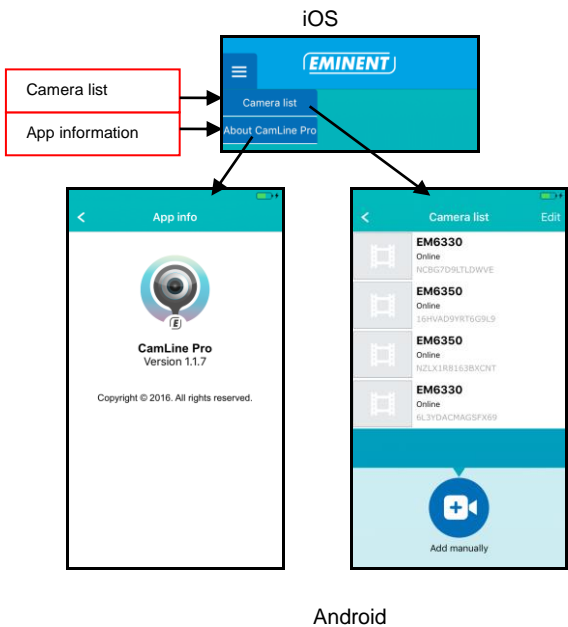 iOS
EMINENT
Camera list
Camera list
App information
About CamLine Pro
App info
CamLine Pro
Version 1.1.7
Copyright © 2016. All rights reserved.
Camera list
Edit
EM6330
Online
NCBG7D9LTLDWVE
EM6350
Online
16HVAD9YRT6G9L9
EM6350
Online
NZLX1R8163BXCNT
EM6330
Online
6L3YDACMAGSFX69
Add manually
E
Android